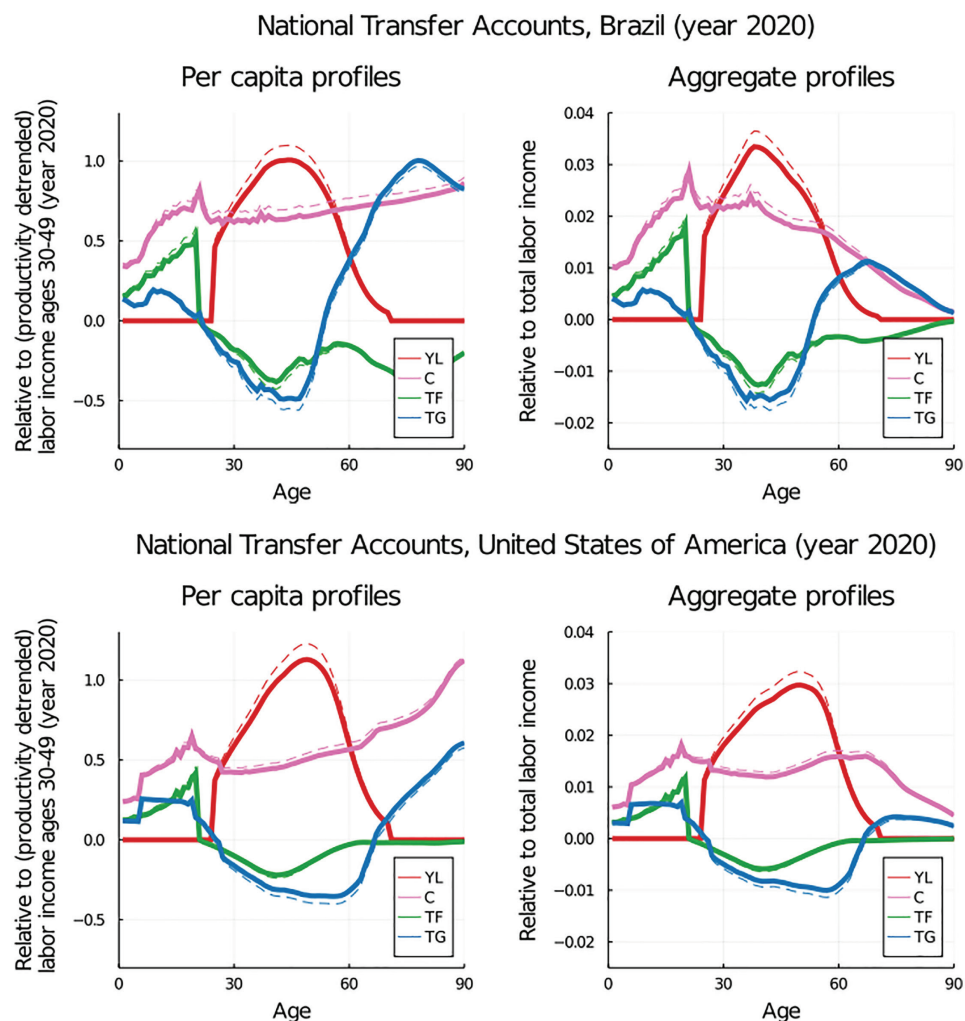 National Transfer Accounts, Brazil (year 2020)
Per capita profiles
Relative to (productivity detrended)
labor income ages 30-49 (year 2020)
1.0
0.5
0.0
−0.5
0
30
60
90
Age
YL
C
TF
TG
Aggregate profiles
Relative to total labor income
0.04
0.03
0.02
0.01
0.00
−0.01
−0.02
0
30
60
90
Age
YL
C
TF
TG
National Transfer Accounts, United States of America (year 2020)
Per capita profiles
Relative to (productivity detrended)
labor income ages 30-49 (year 2020)
1.0
0.5
0.0
−0.5
0
30
60
90
Age
YL
C
TF
TG
Aggregate profiles
Relative to total labor income
0.04
0.03
0.02
0.01
0.00
−0.01
−0.02
0
30
60
90
Age
YL
C
TF
TG